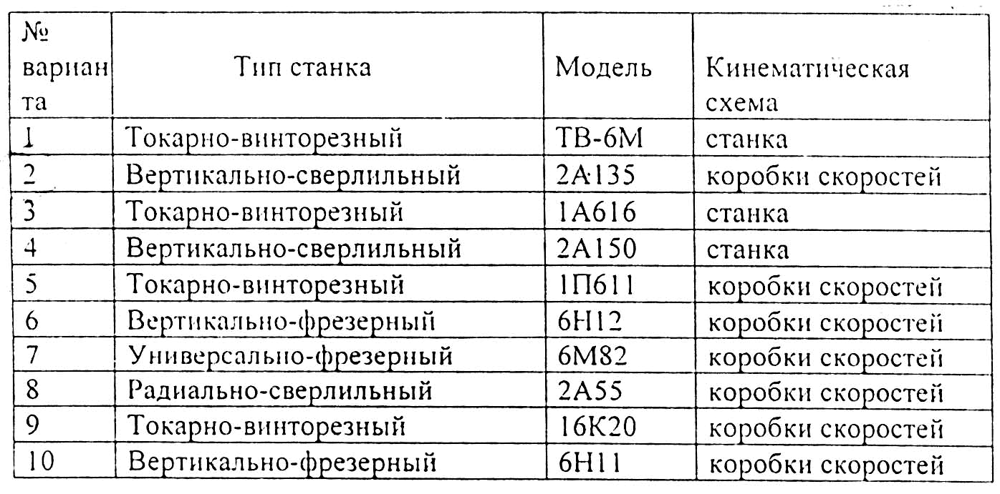 №
вариан
та
Тип станка
Модель
Кинематическая
схема
1 Токарно-винторезный ТВ-6М станка
2 Вертикально-сверлильный 2А135 коробки скоростей
3 Токарно-винторезный 1А616 станка
4 Вертикально-сверлильный 2А150 станка
5 Токарно-винторезный 1П611 коробки скоростей
6 Вертикально-фрезерный 6Н12 коробки скоростей
7 Универсально-фрезерный 6М82 коробки скоростей
8 Радиально-сверлильный 2А55 коробки скоростей
9 Токарно-винторезный 16К20 коробки скоростей
10 Вертикально-фрезерный 6Н11 коробки скоростей